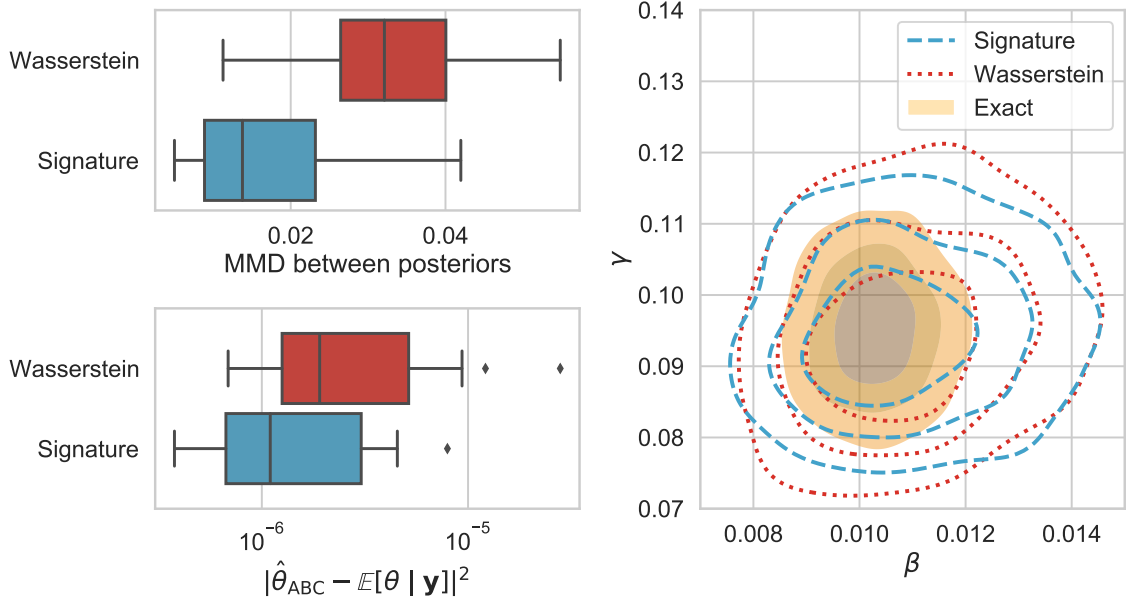 Wasserstein
Signature
0.02 0.04
MMD between posteriors
Wasserstein
Signature
10⁻⁶ 10⁻⁵
|θ̂_ABC − 𝔼[θ | y]|²
0.14
0.13
0.12
0.11
0.10
0.09
0.08
0.07
γ
Signature
Wasserstein
Exact
0.008 0.010 0.012 0.014
β